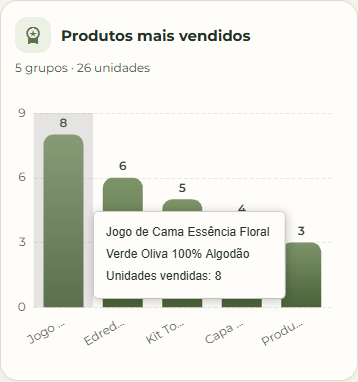 Produtos mais vendidos
5 grupos · 26 unidades
9
8
6
6
5
4
3
3
0
Jogo de Cama Essência Floral
Verde Oliva 100% Algodão
Unidades vendidas: 8
Jogo ...
Edred...
Kit To...
Capa ...
Produ...